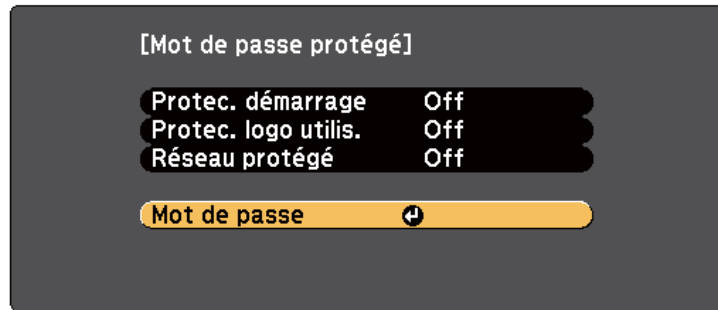 [Mot de passe protégé]
Protec. démarrage Off
Protec. logo utilis. Off
Réseau protégé Off
Mot de passe